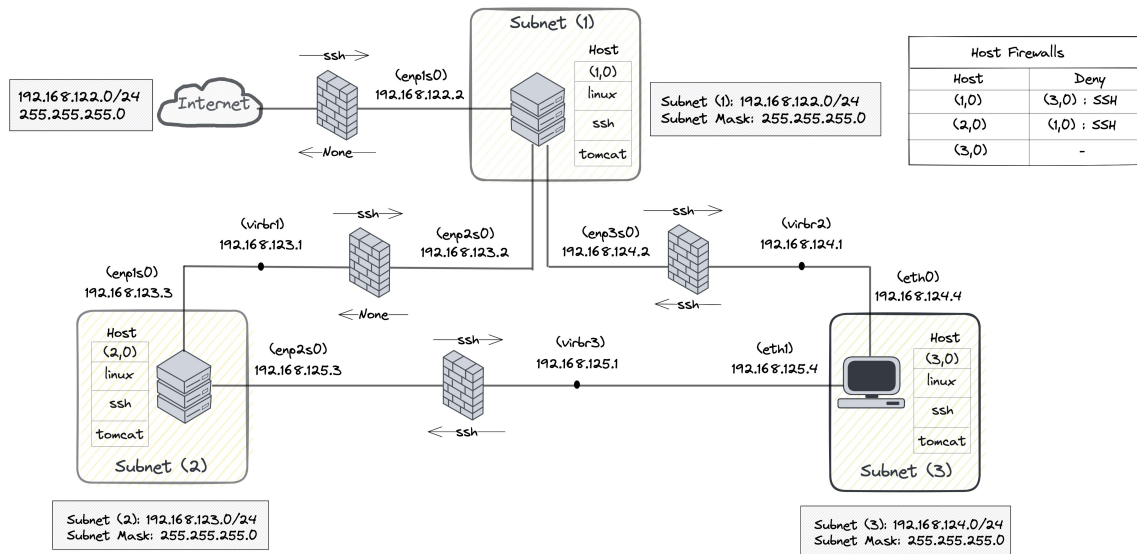 Subnet (1)
Host
(1,0)
linux
ssh
tomcat
ssh
(enp1s0)
192.168.122.2
None
Internet
192.168.122.0/24
255.255.255.0
Subnet (1): 192.168.122.0/24
Subnet Mask: 255.255.255.0
Host Firewalls
Host Deny
(1,0) (3,0) : SSH
(2,0) (1,0) : SSH
(3,0) -
(virbr1)
192.168.123.1
ssh
None
(enp2s0)
192.168.123.2
(enp3s0)
192.168.124.2
ssh
ssh
(virbr2)
192.168.124.1
(enp1s0)
192.168.123.3
(eth0)
192.168.124.4
Host
(2,0)
linux
ssh
tomcat
Subnet (2)
(enp2s0)
192.168.125.3
ssh
ssh
(virbr3)
192.168.125.1
(eth1)
192.168.125.4
Host
(3,0)
linux
ssh
tomcat
Subnet (3)
Subnet (2): 192.168.123.0/24
Subnet Mask: 255.255.255.0
Subnet (3): 192.168.124.0/24
Subnet Mask: 255.255.255.0